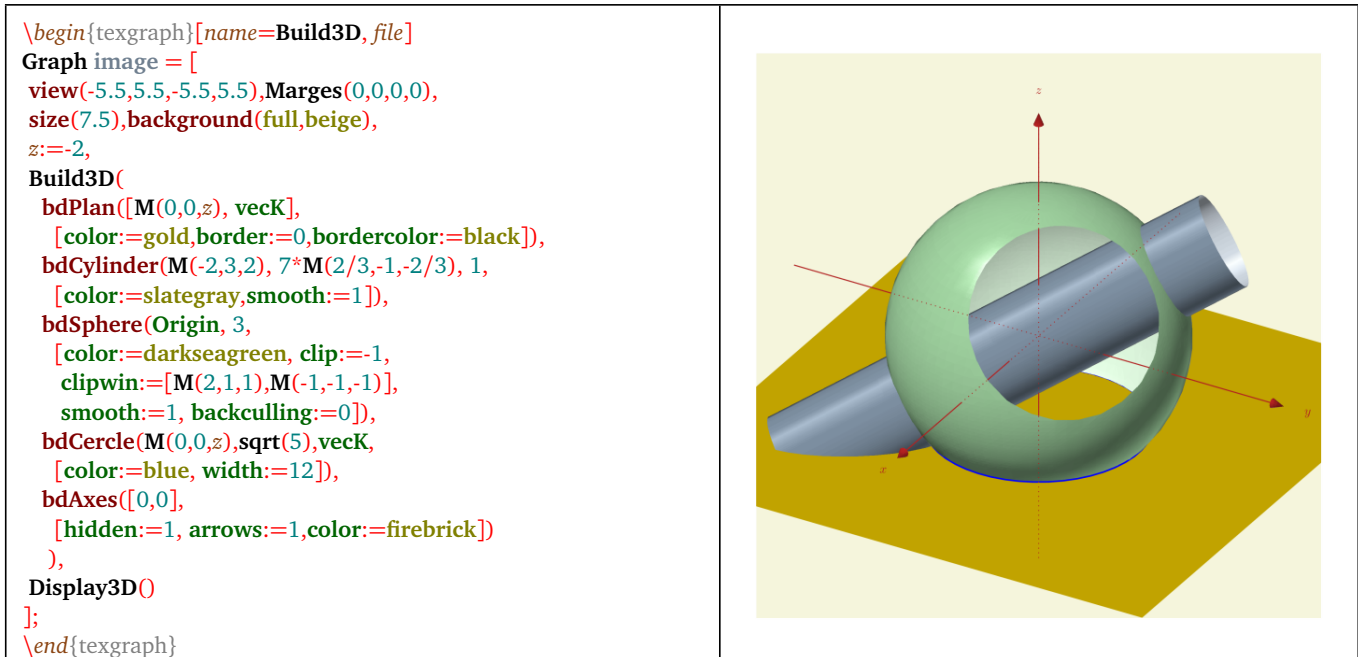 \begin{texgraph}[name=Build3D, file]
Graph image = [
view(-5.5,5.5,-5.5,5.5),Marges(0,0,0,0),
size(7.5),background(full,beige),
z:=-2,
Build3D(
bdPlan([M(0,0,z), vecK],
[color:=gold,border:=0,bordercolor:=black]),
bdCylinder(M(-2,3,2), 7*M(2/3,-1,-2/3), 1,
[color:=slategray,smooth:=1]),
bdSphere(Origin, 3,
[color:=darkseagreen, clip:=-1,
clipwin:=[M(2,1,1),M(-1,-1,-1)],
smooth:=1, backculling:=0]),
bdCercle(M(0,0,z),sqrt(5),vecK,
[color:=blue, width:=12]),
bdAxes([0,0],
[hidden:=1, arrows:=1,color:=firebrick])
),
Display3D()
];
\end{texgraph}
z
y
x